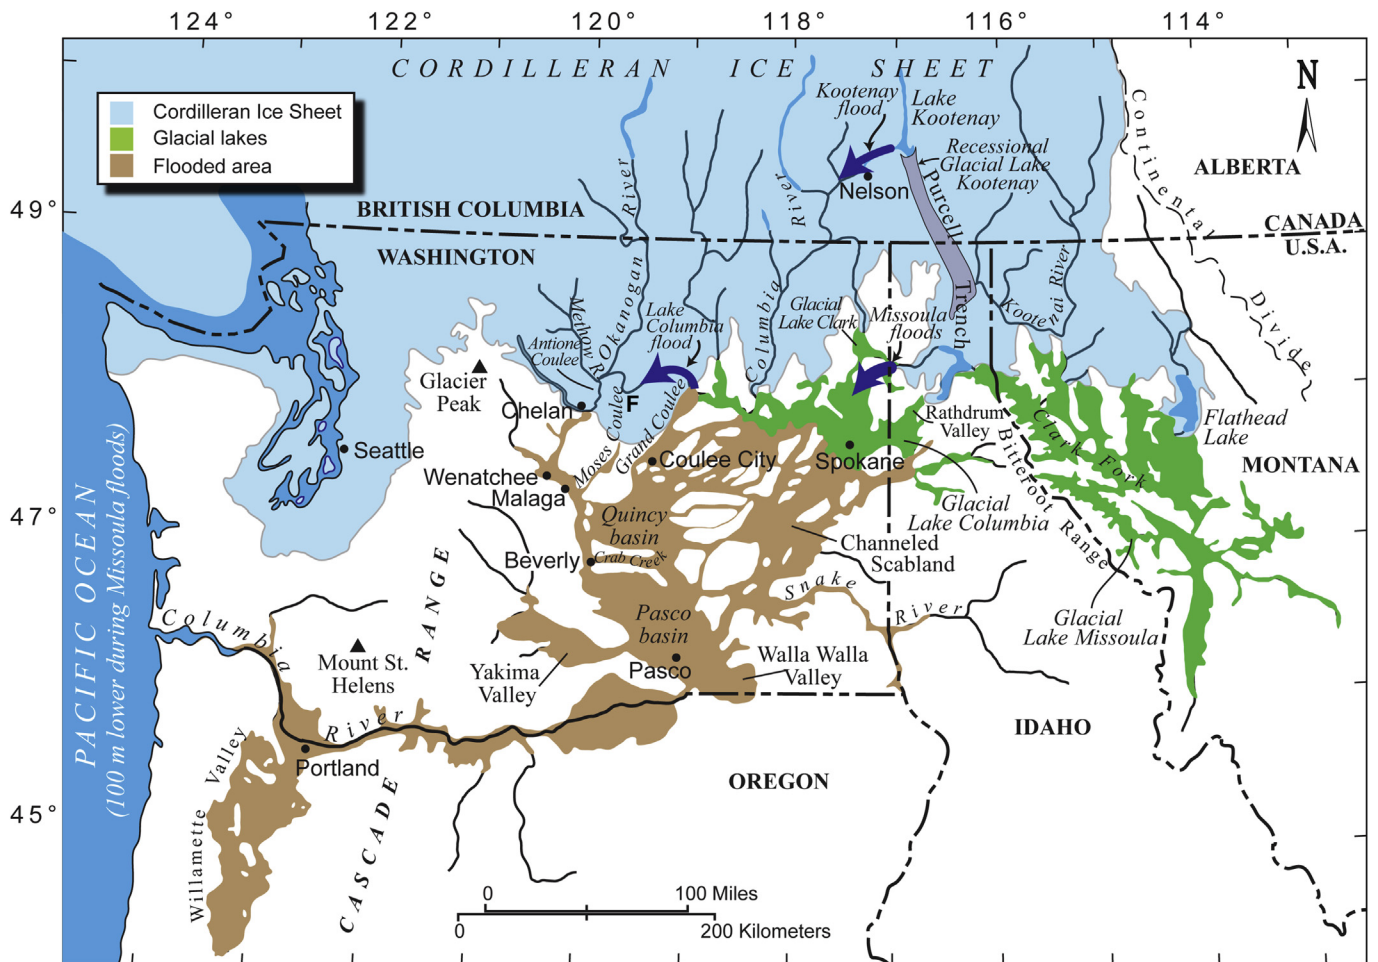 124°
122°
120°
118°
116°
114°
CORDILLERAN ICE SHEET
N
Cordilleran Ice Sheet
Glacial lakes
Flooded area
Kootenay
flood
Lake
Kootenay
Recessional
Glacial Lake
Kootenay
Nelson
Purcell
Trench
Continental Divide
ALBERTA
49°
BRITISH COLUMBIA
WASHINGTON
CANADA
U.S.A.
Okanogan River
Columbia River
Kootenai River
Methow R
Antione
Coulee
Lake
Columbia
flood
Glacial
Lake Clark
Missoula
floods
Glacier
Peak
Chelan
F
Moses Coulee
Grand Coulee
Rathdrum
Valley
Clark Fork
Flathead
Lake
Seattle
Wenatchee
Malaga
Coulee City
Spokane
MONTANA
Bitteroot Range
Glacial
Lake Columbia
47°
Quincy
basin
Channeled
Scabland
Beverly
Crab Creek
PACIFIC OCEAN
(100 m lower during Missoula floods)
Snake River
Pasco
basin
Glacial
Lake Missoula
Columbia River
Mount St.
Helens
CASCADE RANGE
Yakima
Valley
Pasco
Walla Walla
Valley
IDAHO
Portland
OREGON
Willamette Valley
45°
0
100 Miles
0
200 Kilometers